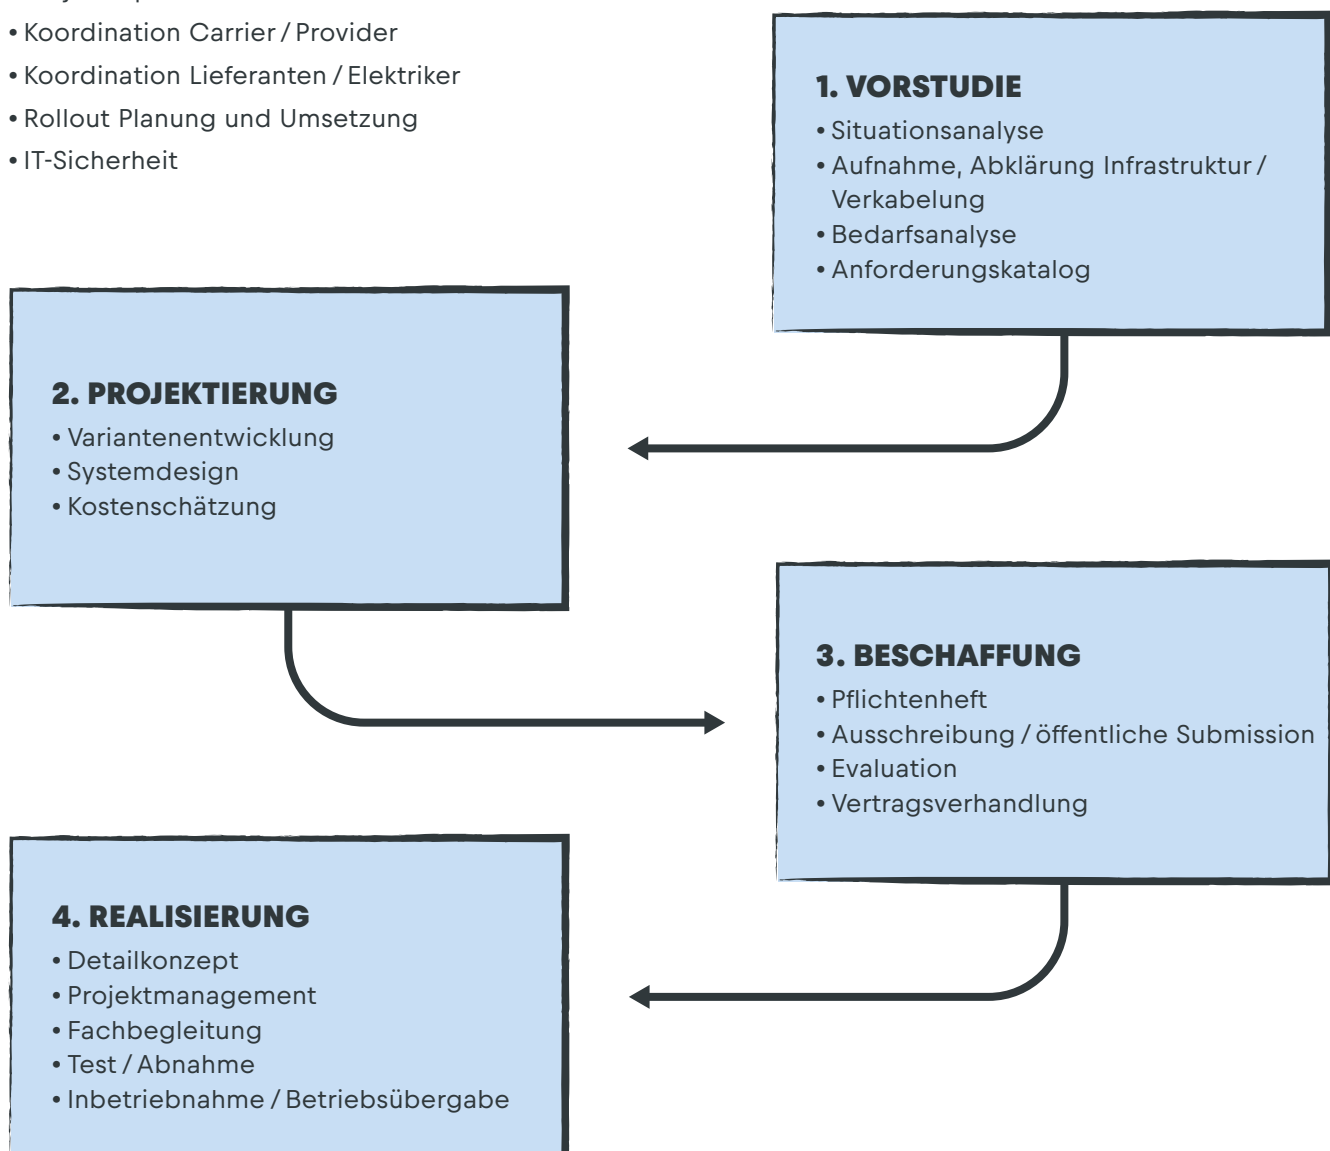 • Koordination Carrier / Provider
• Koordination Lieferanten / Elektriker
• Rollout Planung und Umsetzung
• IT-Sicherheit
1. VORSTUDIE
• Situationsanalyse
• Aufnahme, Abklärung Infrastruktur /
Verkabelung
• Bedarfsanalyse
• Anforderungskatalog
2. PROJEKTIERUNG
• Variantenentwicklung
• Systemdesign
• Kostenschätzung
3. BESCHAFFUNG
• Pflichtenheft
• Ausschreibung / öffentliche Submission
• Evaluation
• Vertragsverhandlung
4. REALISIERUNG
• Detailkonzept
• Projektmanagement
• Fachbegleitung
• Test / Abnahme
• Inbetriebnahme / Betriebsübergabe